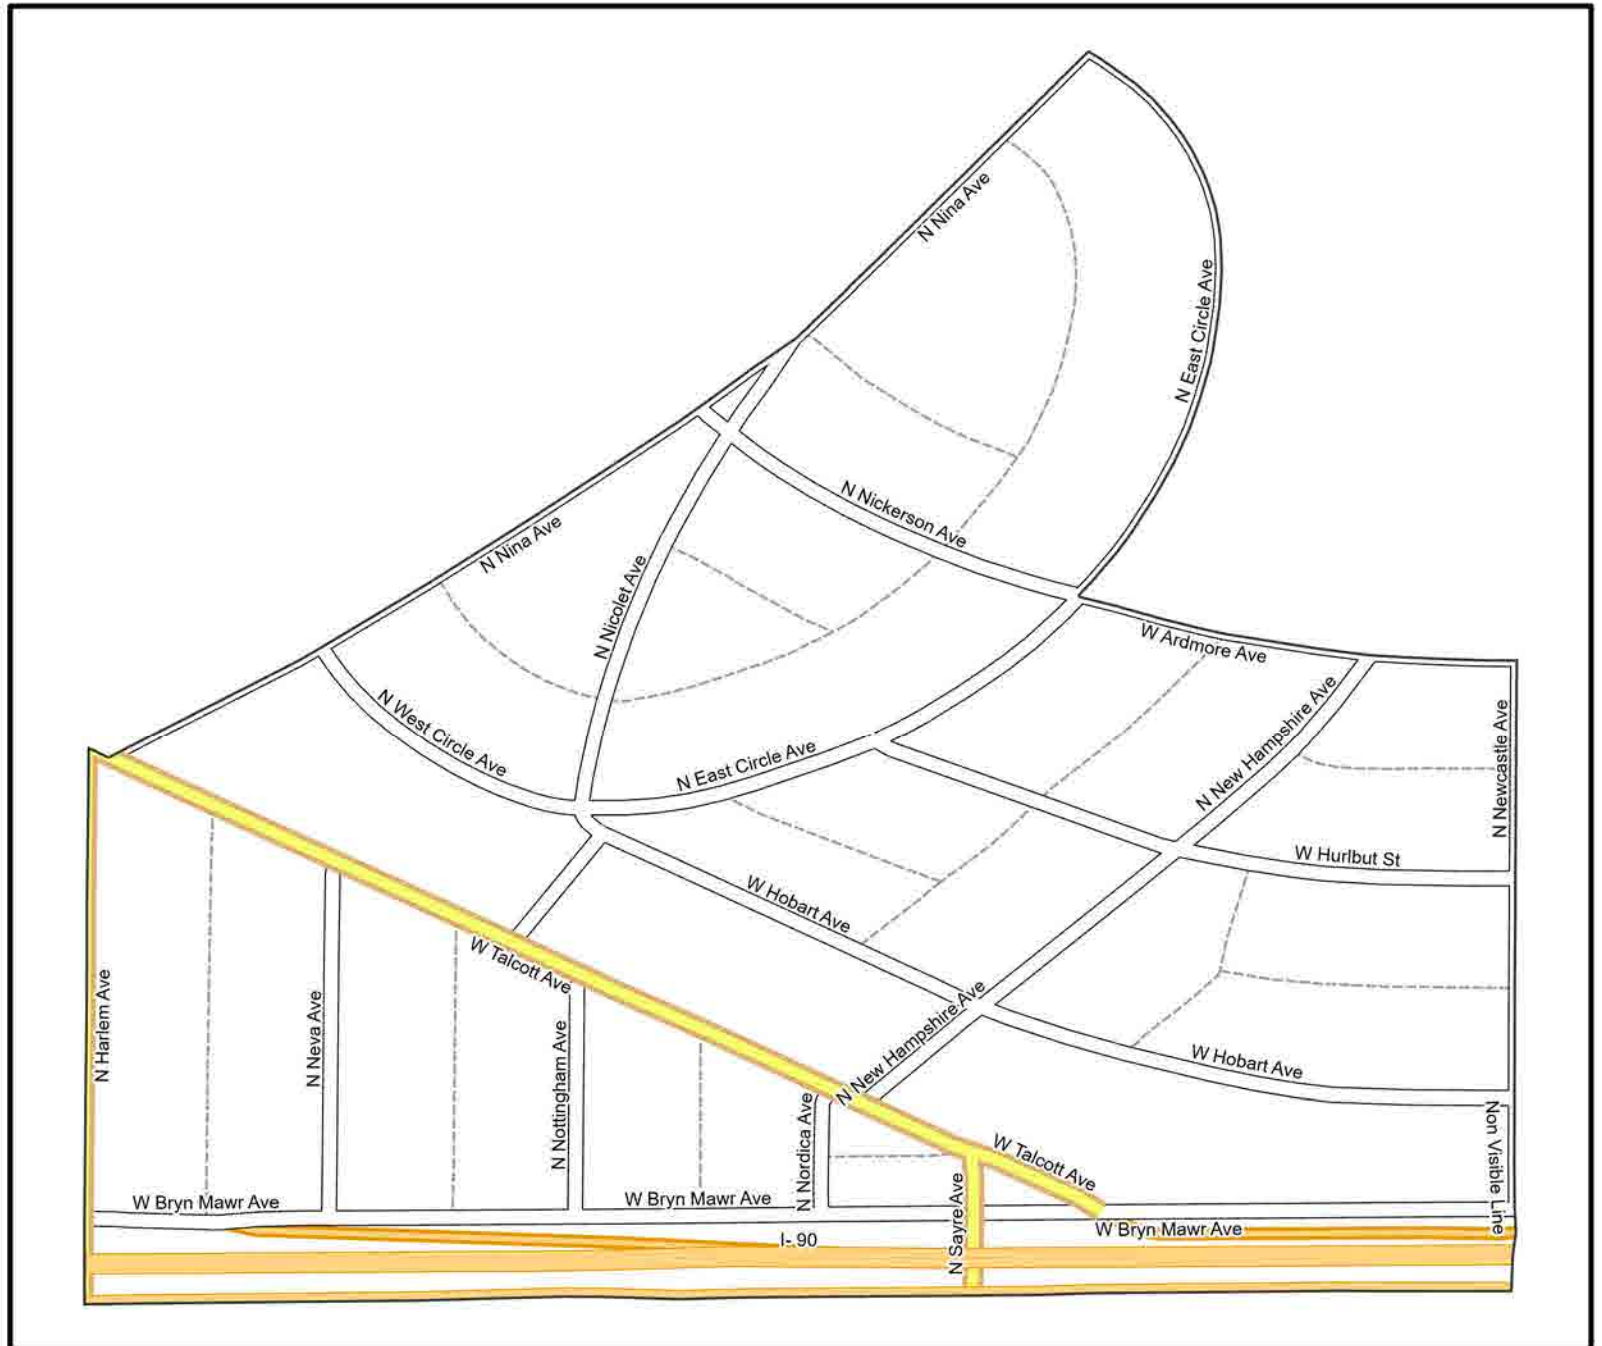 N Nina Ave
N East Circle Ave
N Nickerson Ave
N Nina Ave
N Nicolet Ave
W Ardmore Ave
N West Circle Ave
N East Circle Ave
N New Hampshire Ave
N Newcastle Ave
W Hurlbut St
W Hobart Ave
W Talcott Ave
N Harlem Ave
N Neva Ave
N Nottingham Ave
N New Hampshire Ave
W Hobart Ave
N Nordica Ave
W Talcott Ave
Non Visible Line
W Bryn Mawr Ave
W Bryn Mawr Ave
N Sayre Ave
W Bryn Mawr Ave
I- 90